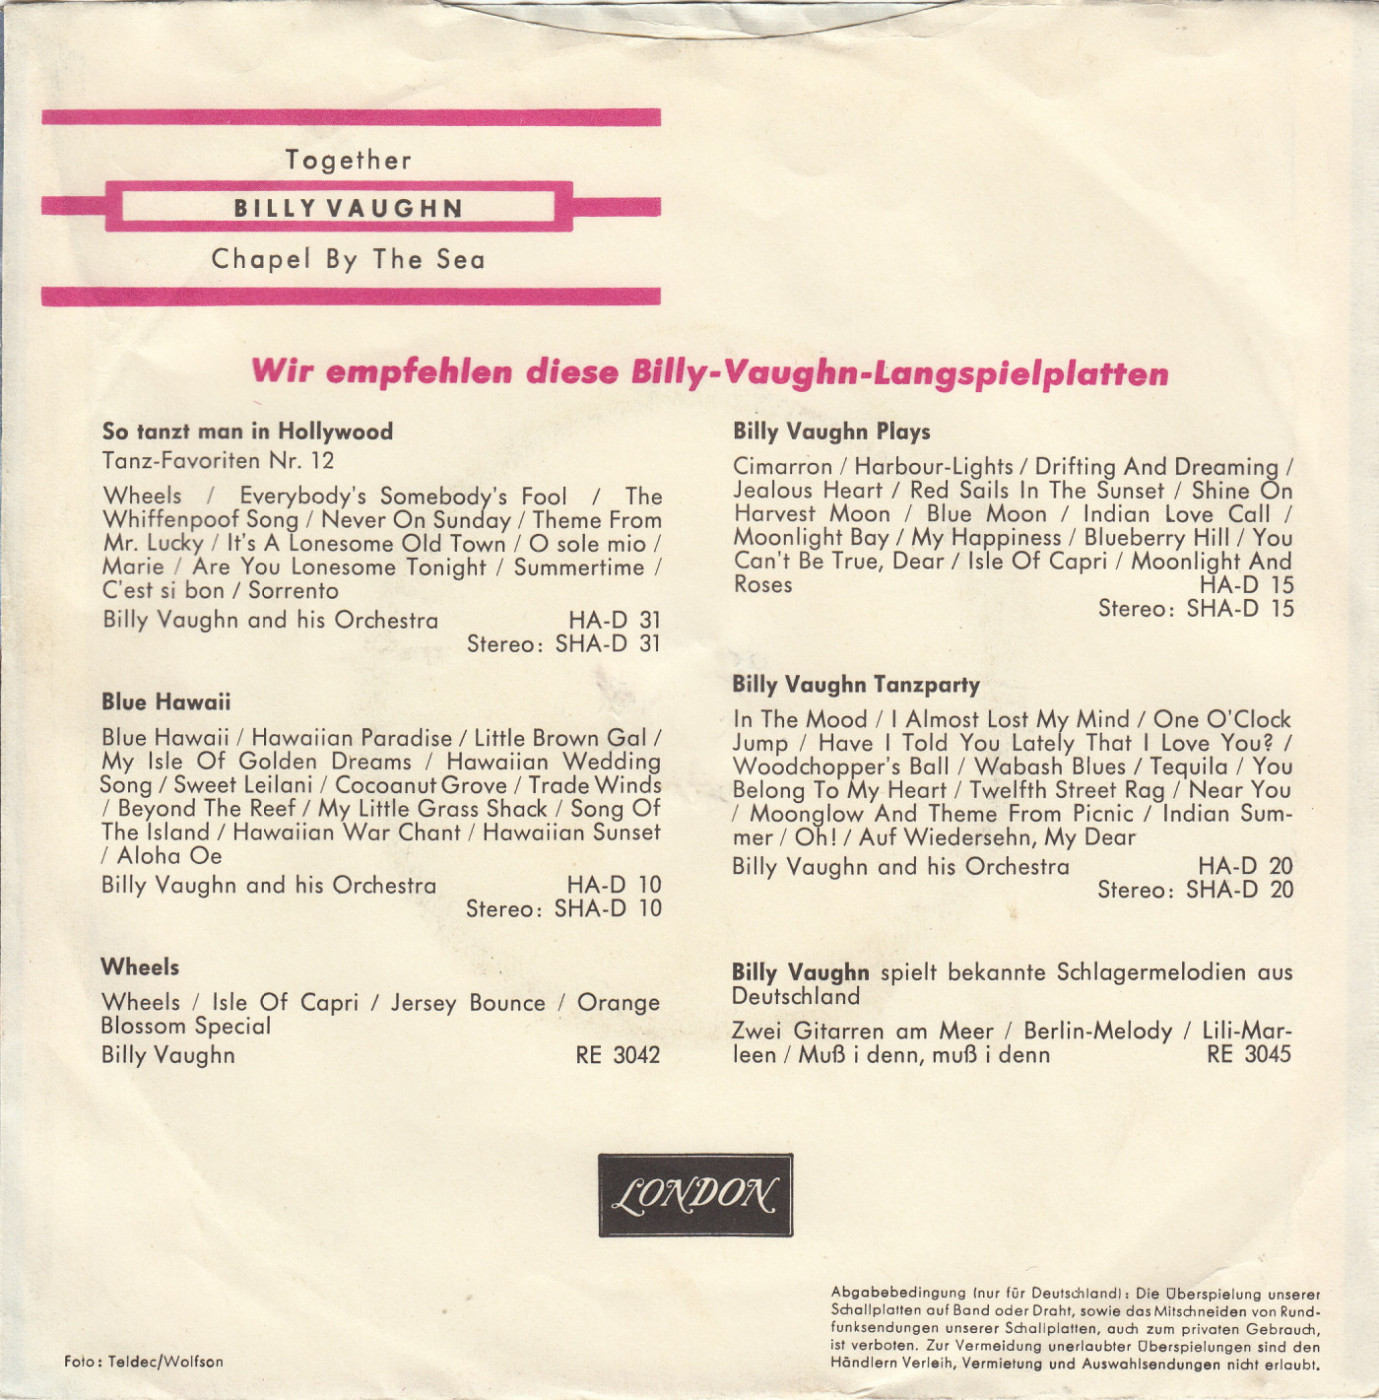 Together
BILLY VAUGHN
Chapel By The Sea
Wir empfehlen diese Billy-Vaughn-Langspielplatten
So tanzt man in Hollywood
Tanz-Favoriten Nr. 12
Wheels / Everybody's Somebody's Fool / The
Whiffenpoof Song / Never On Sunday / Theme From
Mr. Lucky / It's A Lonesome Old Town / O sole mio /
Marie / Are You Lonesome Tonight / Summertime /
C'est si bon / Sorrento
Billy Vaughn and his Orchestra HA-D 31
Stereo: SHA-D 31
Blue Hawaii
Blue Hawaii / Hawaiian Paradise / Little Brown Gal /
My Isle Of Golden Dreams / Hawaiian Wedding
Song / Sweet Leilani / Cocoanut Grove / Trade Winds
/ Beyond The Reef / My Little Grass Shack / Song Of
The Island / Hawaiian War Chant / Hawaiian Sunset
/ Aloha Oe
Billy Vaughn and his Orchestra HA-D 10
Stereo: SHA-D 10
Wheels
Wheels / Isle Of Capri / Jersey Bounce / Orange
Blossom Special
Billy Vaughn RE 3042
Billy Vaughn Plays
Cimarron / Harbour-Lights / Drifting And Dreaming /
Jealous Heart / Red Sails In The Sunset / Shine On
Harvest Moon / Blue Moon / Indian Love Call /
Moonlight Bay / My Happiness / Blueberry Hill / You
Can't Be True, Dear / Isle Of Capri / Moonlight And
Roses HA-D 15
Stereo: SHA-D 15
Billy Vaughn Tanzparty
In The Mood / I Almost Lost My Mind / One O'Clock
Jump / Have I Told You Lately That I Love You? /
Woodchopper's Ball / Wabash Blues / Tequila / You
Belong To My Heart / Twelfth Street Rag / Near You
/ Moonglow And Theme From Picnic / Indian Sum-
mer / Oh! / Auf Wiedersehn, My Dear
Billy Vaughn and his Orchestra HA-D 20
Stereo: SHA-D 20
Billy Vaughn spielt bekannte Schlagermelodien aus
Deutschland
Zwei Gitarren am Meer / Berlin-Melody / Lili-Mar-
leen / Muß i denn, muß i denn RE 3045
LONDON
Abgabebedingung (nur für Deutschland): Die Überspielung unserer
Schallplatten auf Band oder Draht, sowie das Mitschneiden von Rund-
funksendungen unserer Schallplatten, auch zum privaten Gebrauch,
ist verboten. Zur Vermeidung unerlaubter Überspielungen sind den
Händlern Verleih, Vermietung und Auswahlsendungen nicht erlaubt.
Foto: Teldec/Wolfson